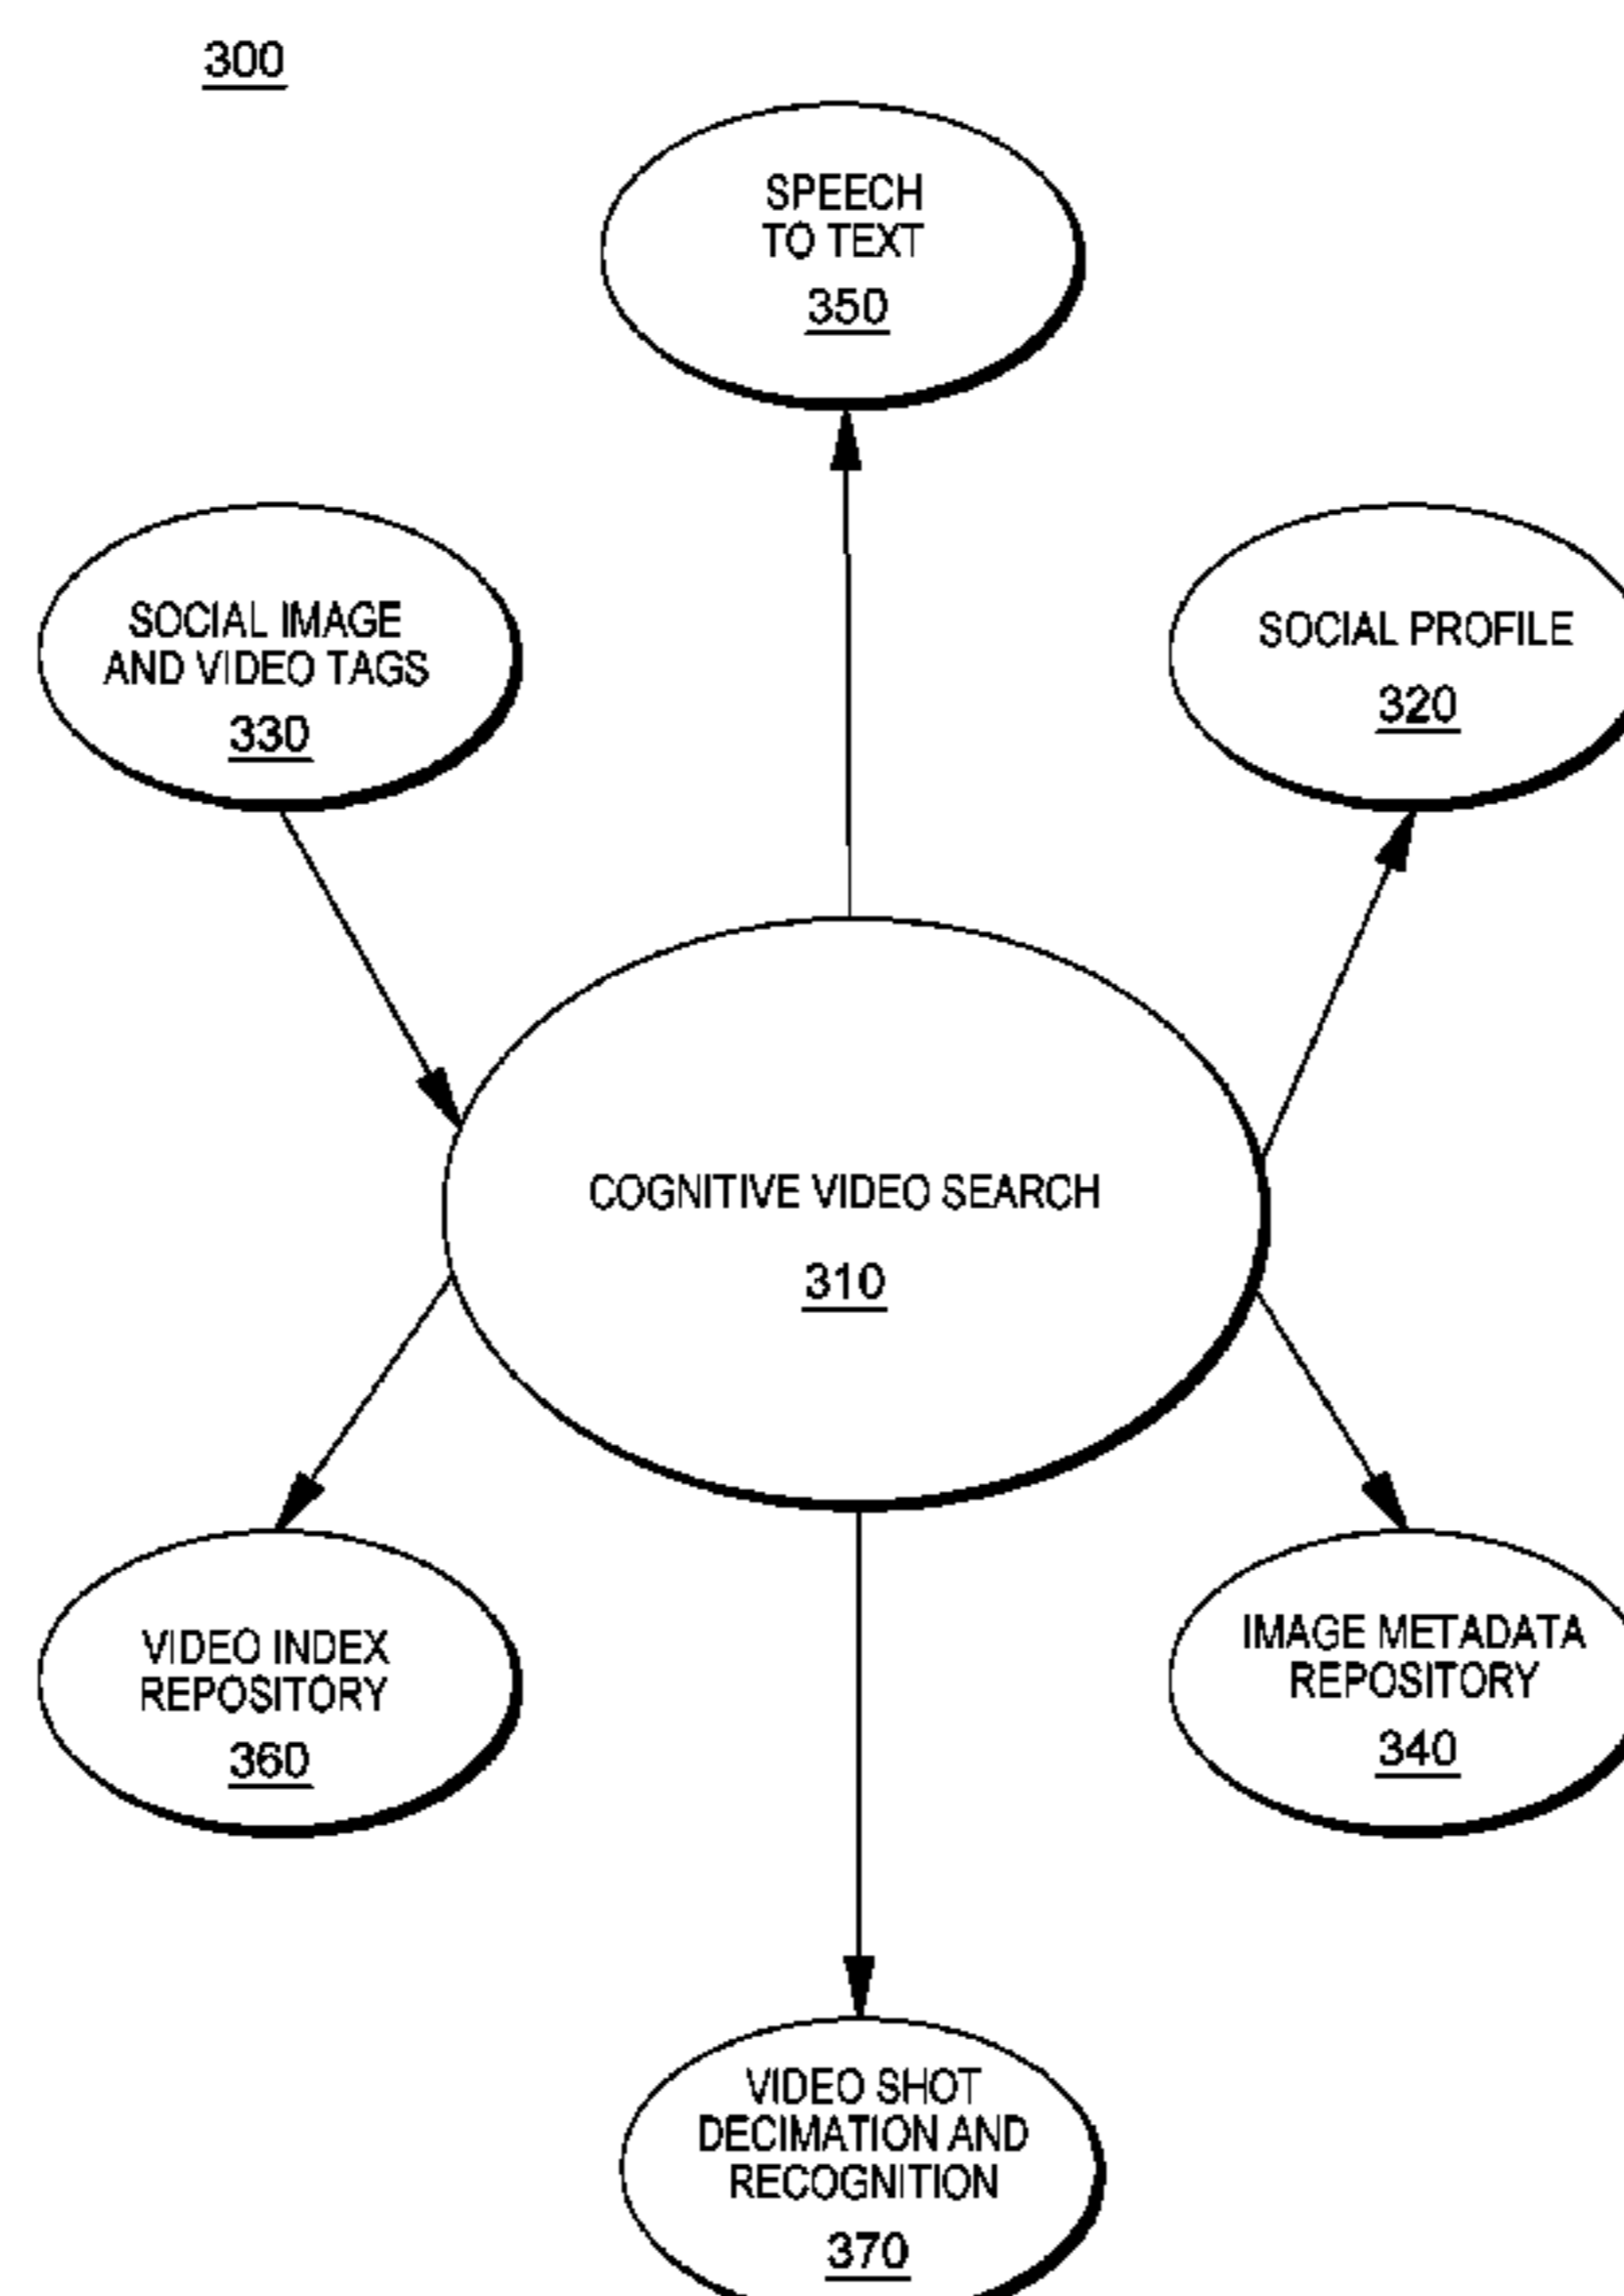 300
SPEECH
TO TEXT
350
SOCIAL IMAGE
AND VIDEO TAGS
330
SOCIAL PROFILE
320
COGNITIVE VIDEO SEARCH
310
VIDEO INDEX
REPOSITORY
360
IMAGE METADATA
REPOSITORY
340
VIDEO SHOT
DECIMATION AND
RECOGNITION
370